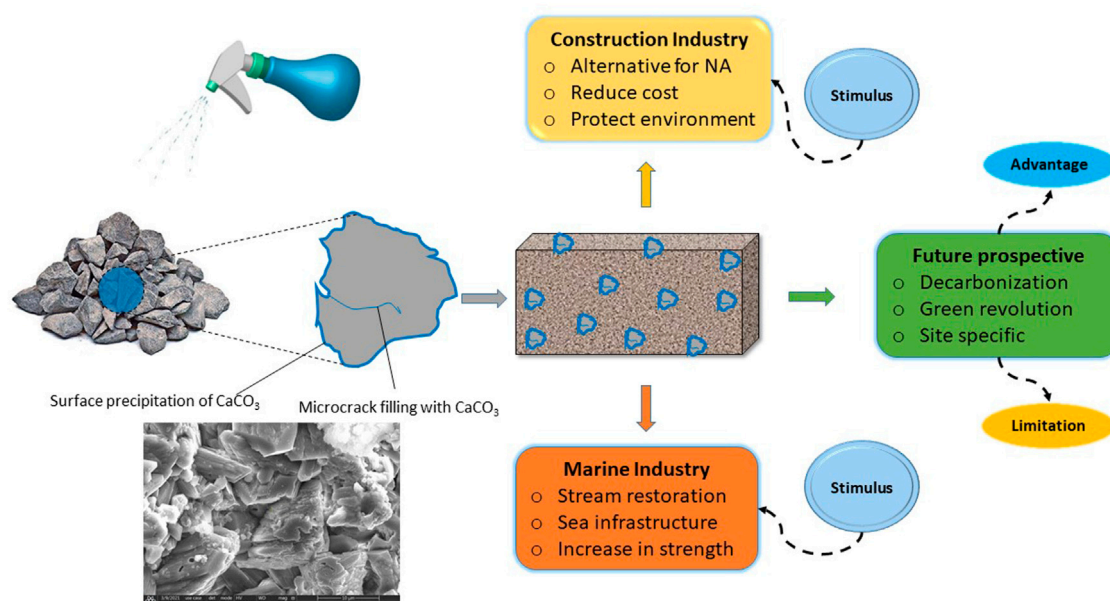 Construction Industry
o Alternative for NA
o Reduce cost
o Protect environment
Stimulus
Advantage
Future prospective
o Decarbonization
o Green revolution
o Site specific
Limitation
Surface precipitation of CaCO₃
Microcrack filling with CaCO₃
Marine Industry
o Stream restoration
o Sea infrastructure
o Increase in strength
Stimulus